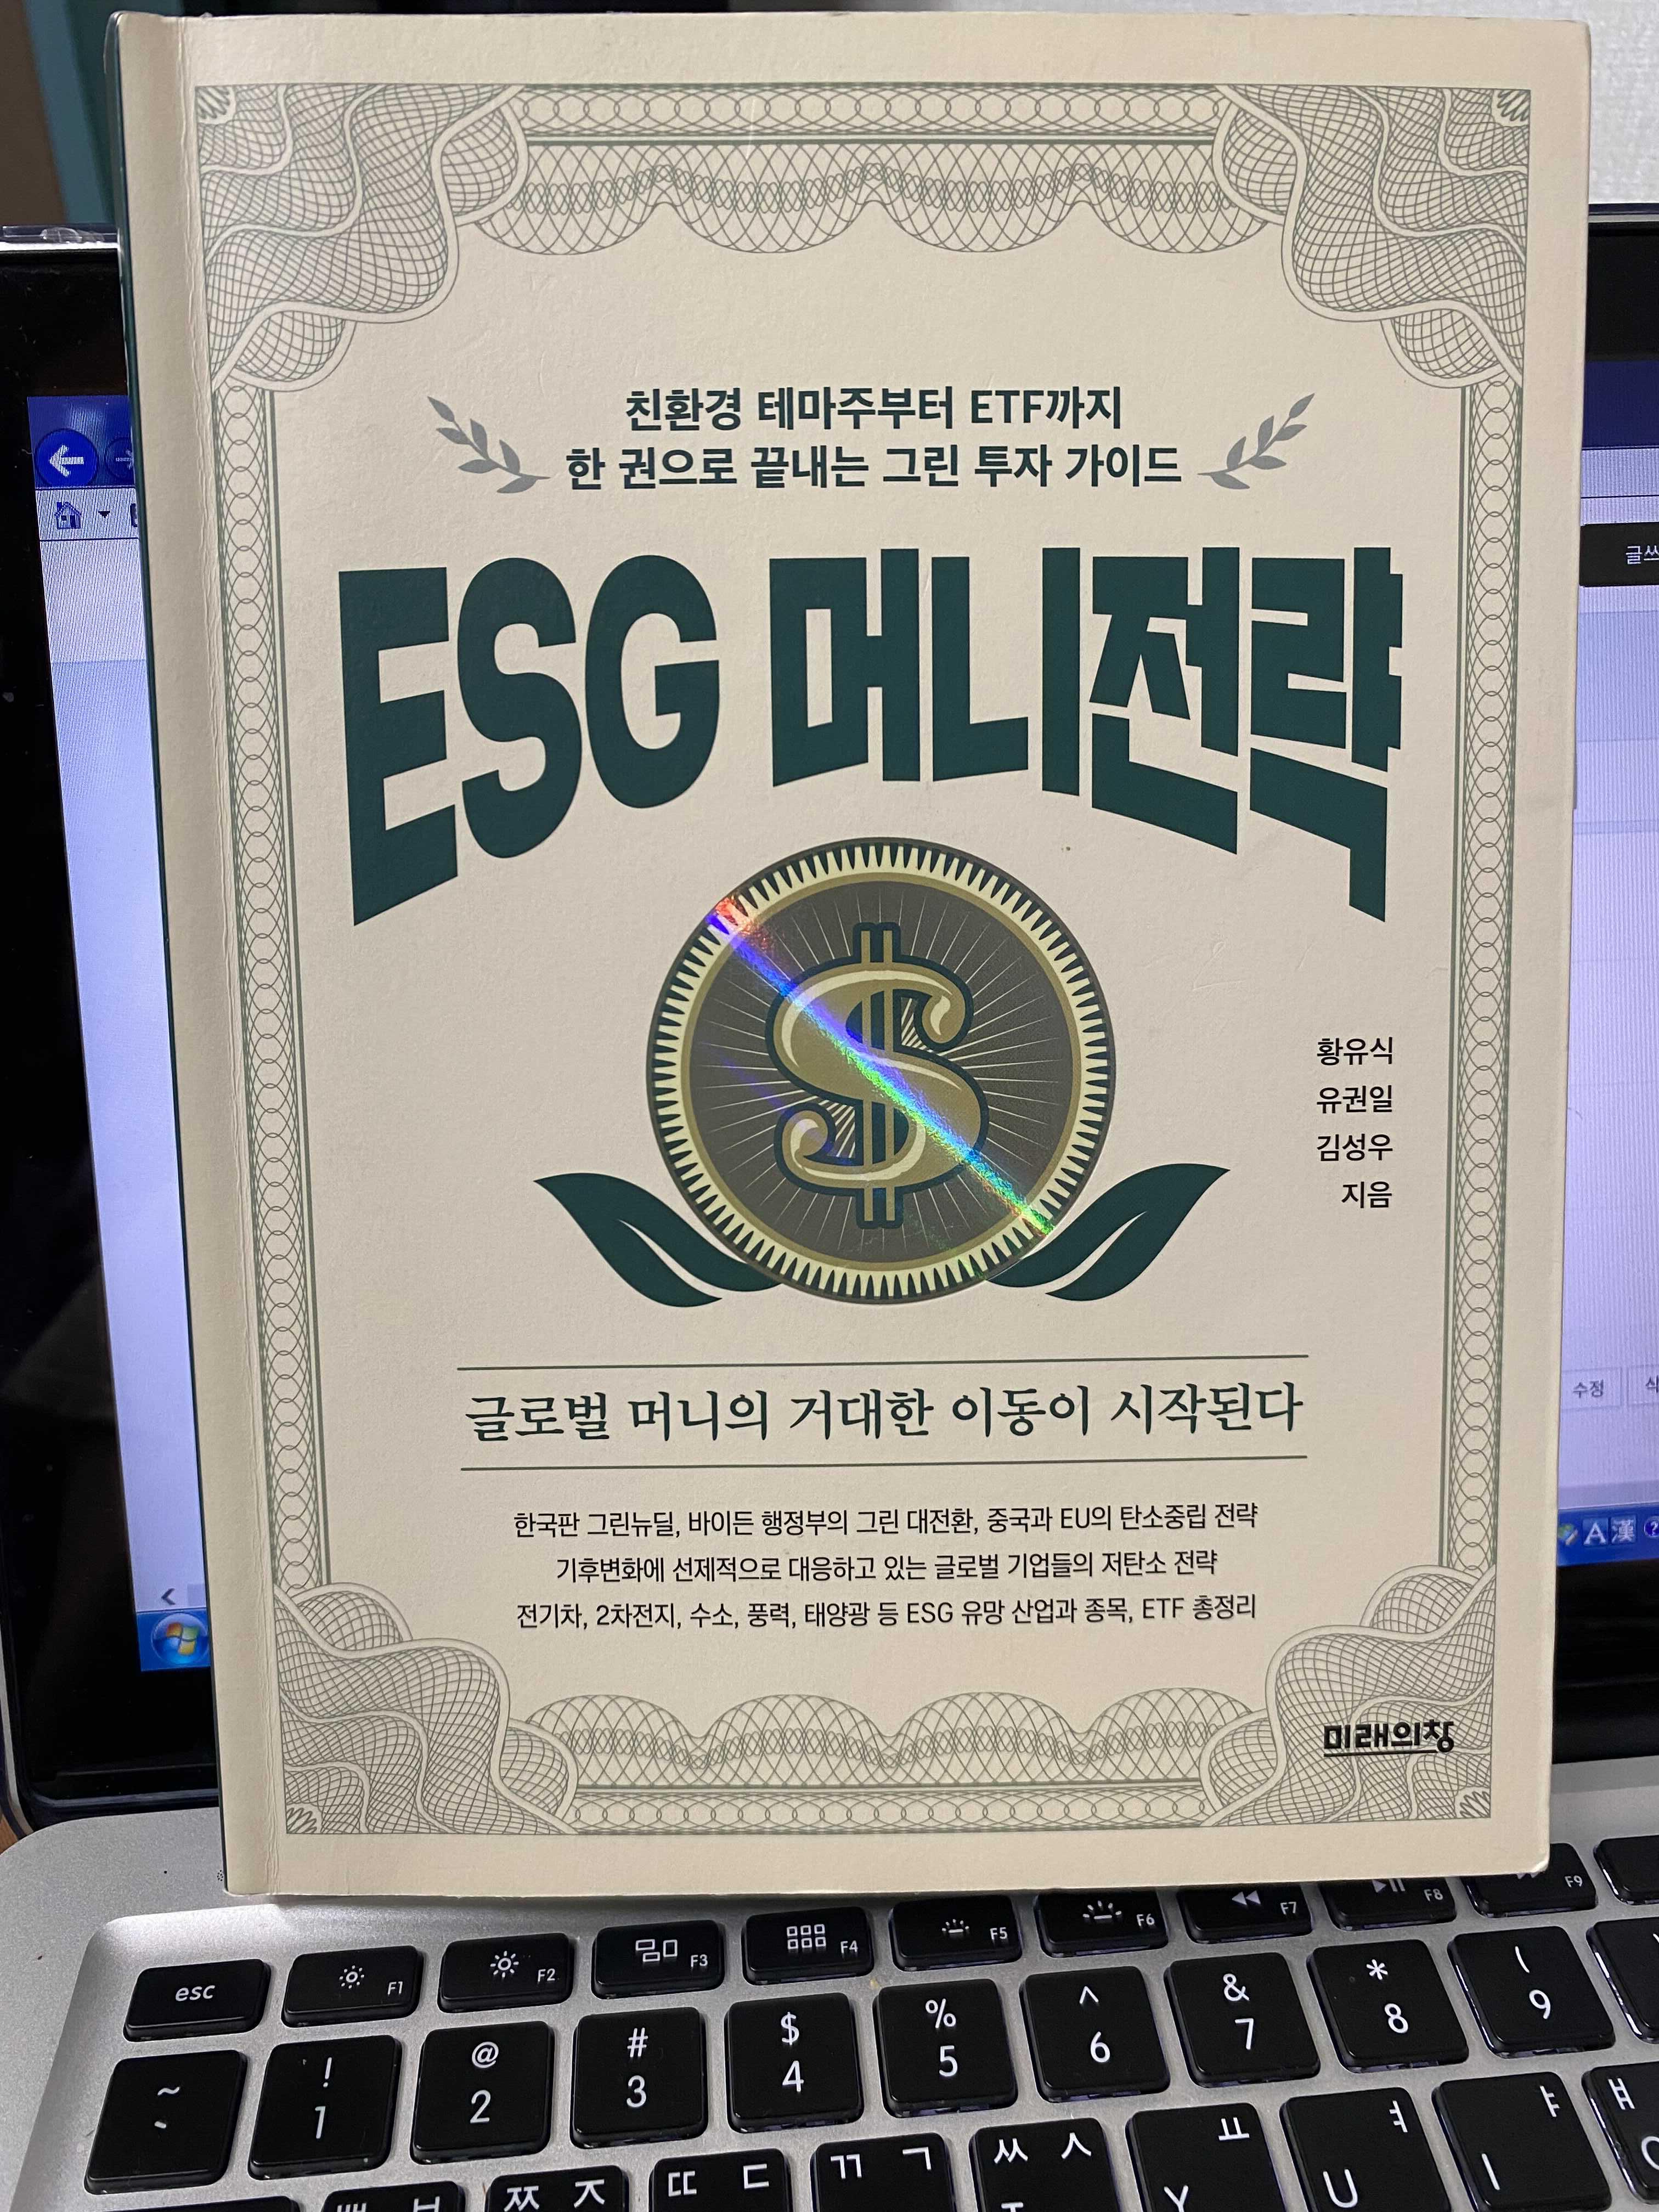 친환경 테마주부터 ETF까지
한 권으로 끝내는 그린 투자 가이드
ESG 머니전략
$
황유식
유권일
김성우
지음
글로벌 머니의 거대한 이동이 시작된다
한국판 그린뉴딜, 바이든 행정부의 그린 대전환, 중국과 EU의 탄소중립 전략
기후변화에 선제적으로 대응하고 있는 글로벌 기업들의 저탄소 전략
전기차, 2차전지, 수소, 풍력, 태양광 등 ESG 유망 산업과 종목, ETF 총정리
미래의창
수정
A 漢
esc F1 F2 F3 F4 F5 F6 F7 F8 F9
~ ! @ # $ % ^ & * (
` 1 2 3 4 5 6 7 8 9
ㅉ ㅈ ㄸ ㄷ ㄲ ㄱ ㅆ ㅅ ㅛ ㅕ ㅑ
Y U I